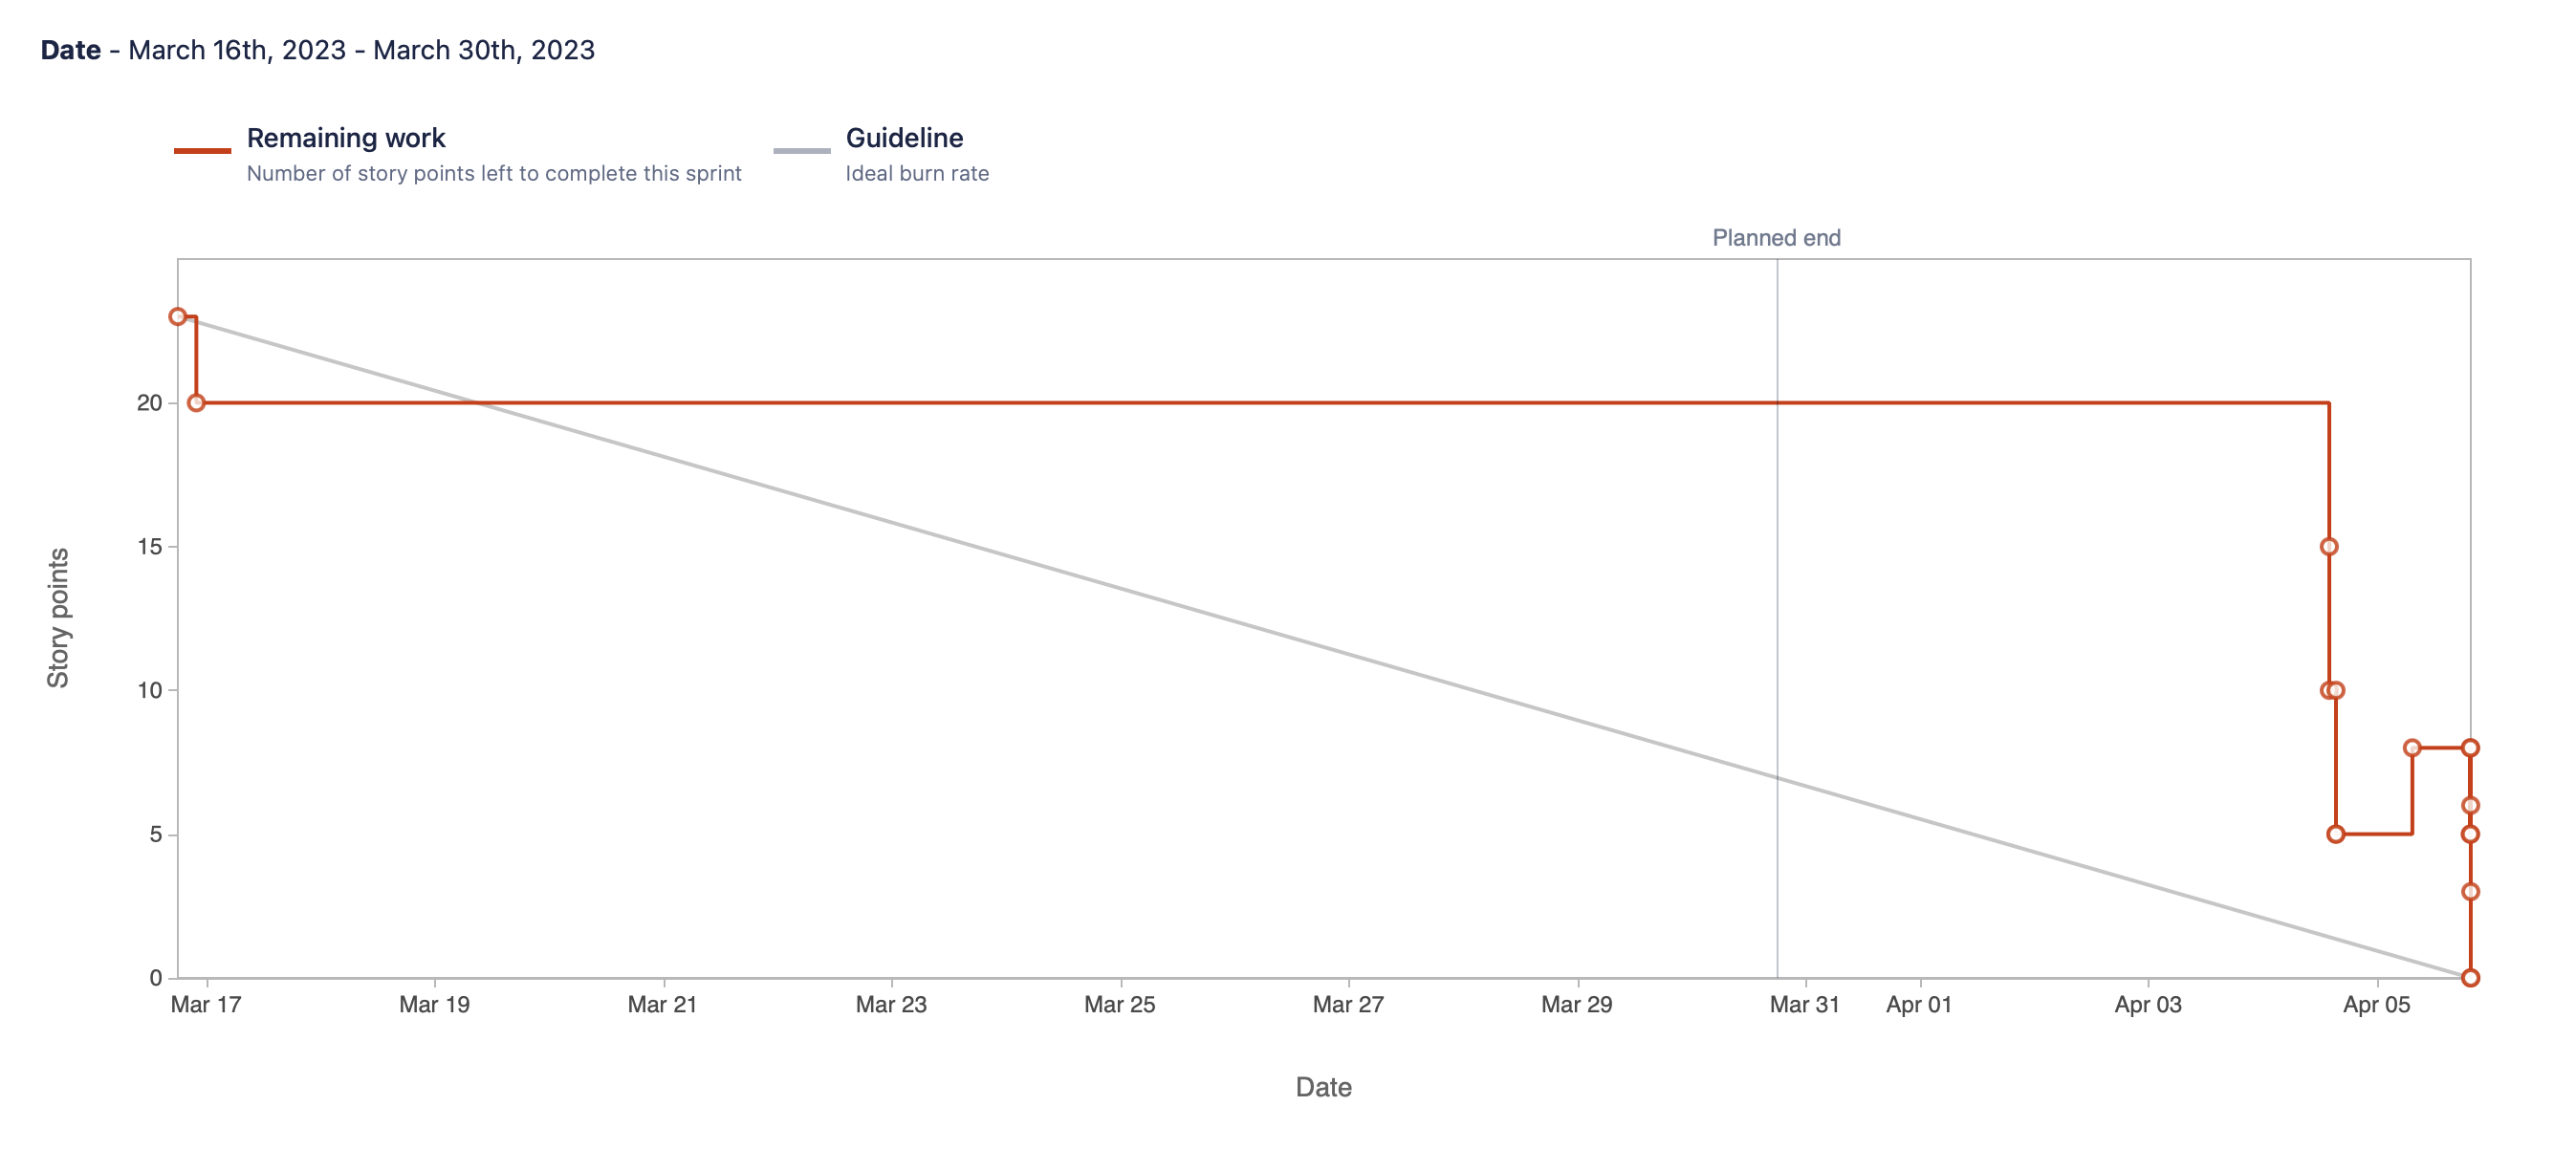 Date - March 16th, 2023 - March 30th, 2023
Remaining work
Number of story points left to complete this sprint
Guideline
Ideal burn rate
Planned end
Story points
20
15
10
5
0
Mar 17 Mar 19 Mar 21 Mar 23 Mar 25 Mar 27 Mar 29 Mar 31 Apr 01 Apr 03 Apr 05
Date